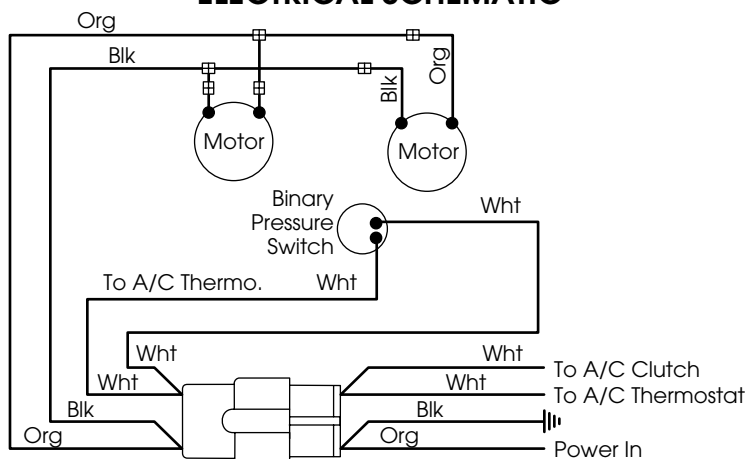 ELECTRICAL SCHEMATIC
Org
Blk
Org
Blk
Motor
Motor
Binary
Pressure
Switch
Wht
To A/C Thermo.
Wht
Wht
Wht
To A/C Clutch
Wht
Wht
To A/C Thermostat
Blk
Blk
Org
Org
Power In